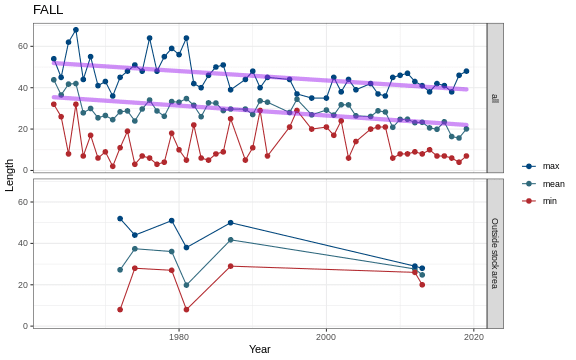 FALL
Length
60
40
20
0
all
60
40
20
0
Outside stock area
1980
2000
2020
Year
max
mean
min